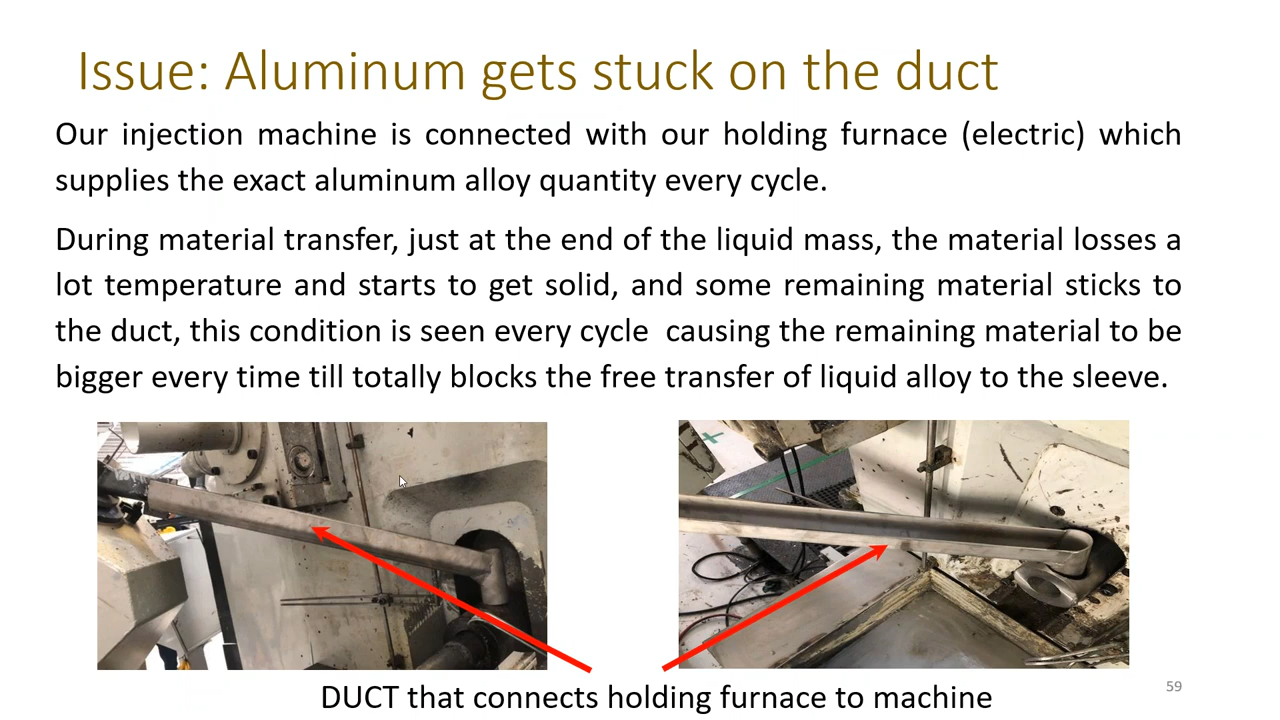 Issue: Aluminum gets stuck on the duct
Our injection machine is connected with our holding furnace (electric) which
supplies the exact aluminum alloy quantity every cycle.
During material transfer, just at the end of the liquid mass, the material losses a
lot temperature and starts to get solid, and some remaining material sticks to
the duct, this condition is seen every cycle causing the remaining material to be
bigger every time till totally blocks the free transfer of liquid alloy to the sleeve.
DUCT that connects holding furnace to machine
59